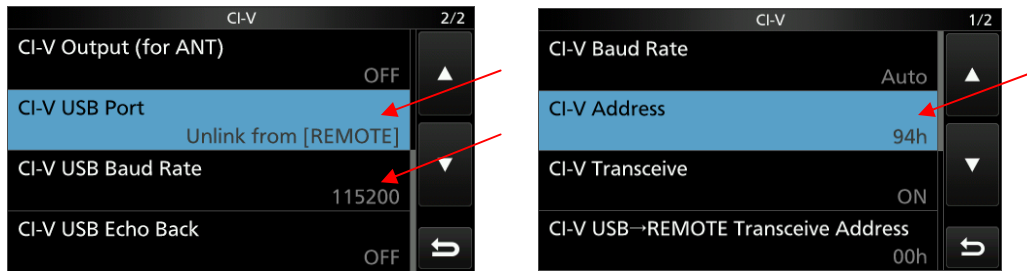 CI-V 2/2
CI-V Output (for ANT)
OFF
CI-V USB Port
Unlink from [REMOTE]
CI-V USB Baud Rate
115200
CI-V USB Echo Back
OFF
CI-V 1/2
CI-V Baud Rate
Auto
CI-V Address
94h
CI-V Transceive
ON
CI-V USB→REMOTE Transceive Address
00h